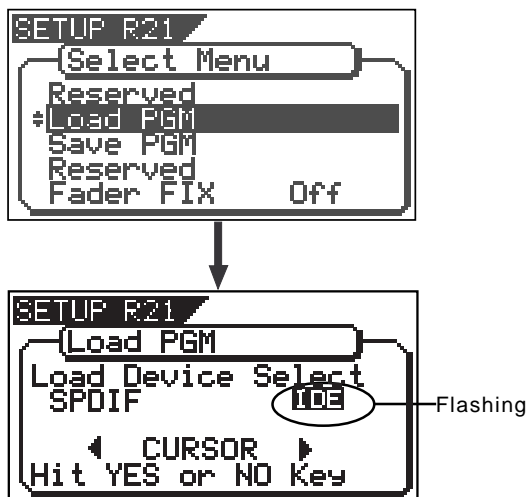 SETUP R21
Select Menu
Reserved
Load PGM
Save PGM
Reserved
Fader FIX Off
SETUP R21
Load PGM
Load Device Select
SPDIF IDE
Flashing
CURSOR
Hit YES or NO Key